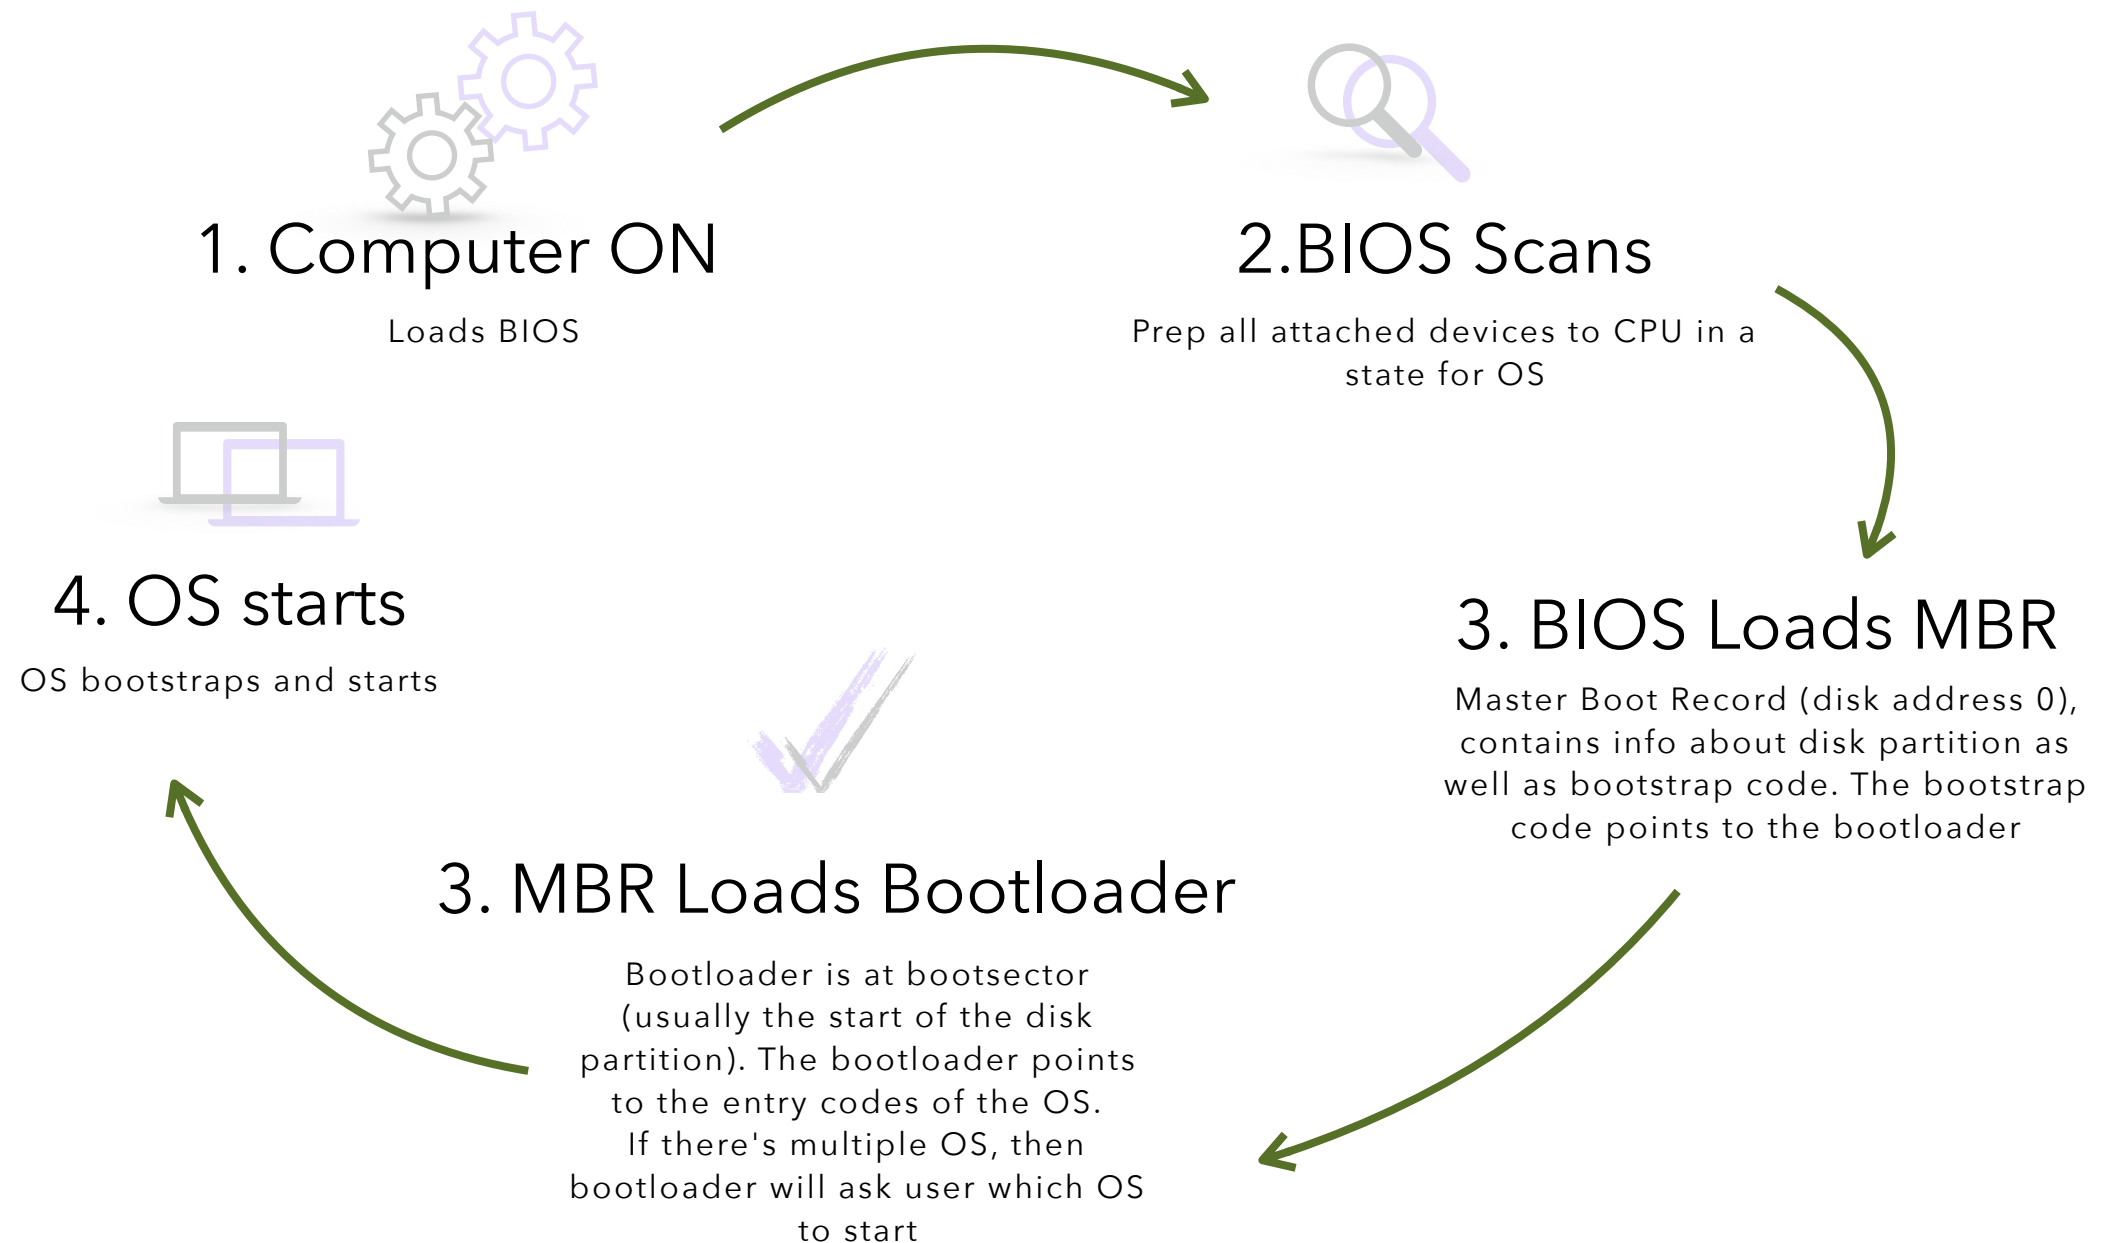 1. Computer ON
Loads BIOS
2.BIOS Scans
Prep all attached devices to CPU in a
state for OS
3. BIOS Loads MBR
Master Boot Record (disk address 0),
contains info about disk partition as
well as bootstrap code. The bootstrap
code points to the bootloader
3. MBR Loads Bootloader
Bootloader is at bootsector
(usually the start of the disk
partition). The bootloader points
to the entry codes of the OS.
If there's multiple OS, then
bootloader will ask user which OS
to start
4. OS starts
OS bootstraps and starts